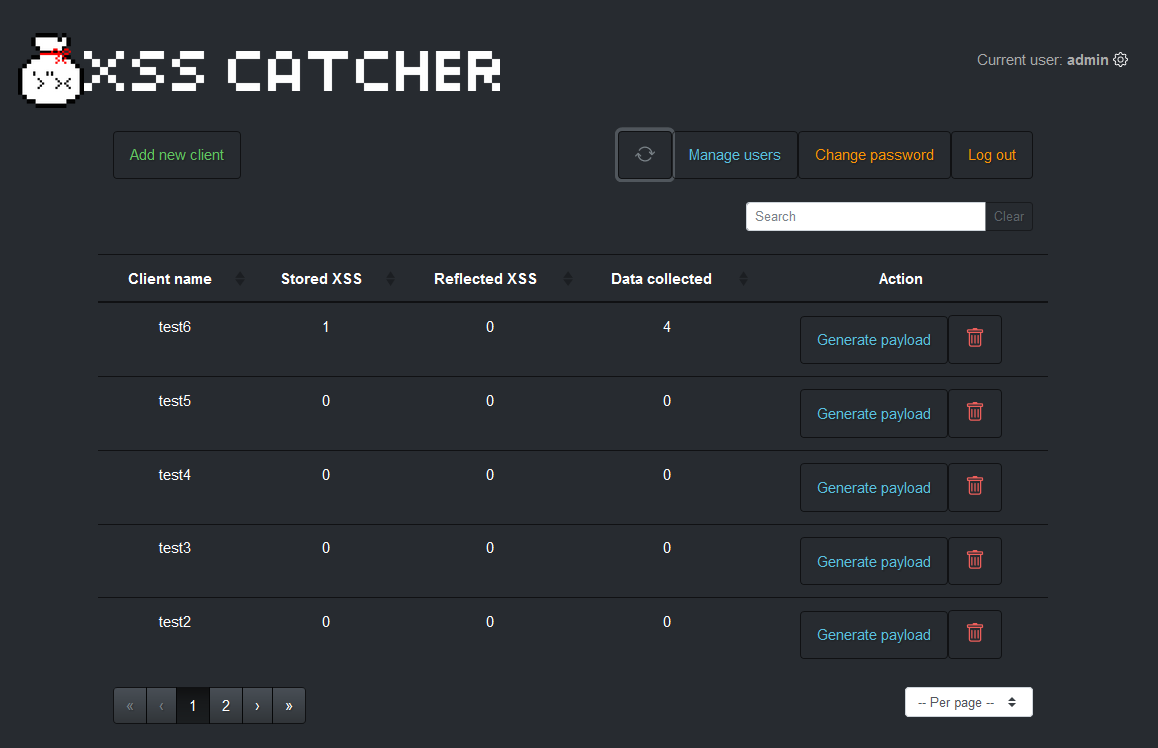 XSS CATCHER
Current user: admin
Add new client
Manage users
Change password
Log out
Search
Clear
Client name Stored XSS Reflected XSS Data collected Action
test6 1 0 4 Generate payload
test5 0 0 0 Generate payload
test4 0 0 0 Generate payload
test3 0 0 0 Generate payload
test2 0 0 0 Generate payload
« ‹ 1 2 › »
-- Per page --